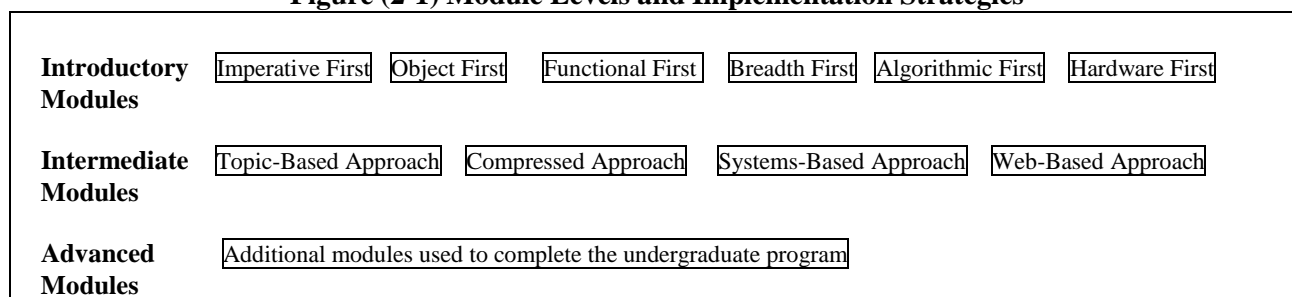 Figure (2-1) Module Levels and Implementation Strategies
Introductory Modules Imperative First Object First Functional First Breadth First Algorithmic First Hardware First
Intermediate Modules Topic-Based Approach Compressed Approach Systems-Based Approach Web-Based Approach
Advanced Modules Additional modules used to complete the undergraduate program